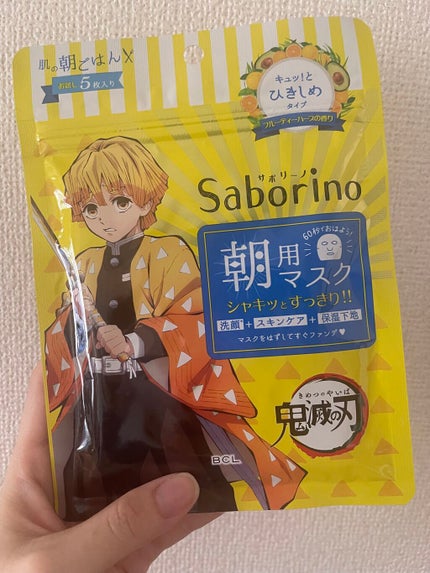 肌の朝ごはん
お試し5枚入り
キュッ!と
ひきしめ
タイプ
フルーティーハーブの香り
サボリーノ
Saborino
60秒でおはよう!
朝用マスク
シャキッとすっきり!!
洗顔+スキンケア+保湿下地
マスクをはずしてすぐファンデ♥
きめつのやいば
鬼滅の刃
BCL